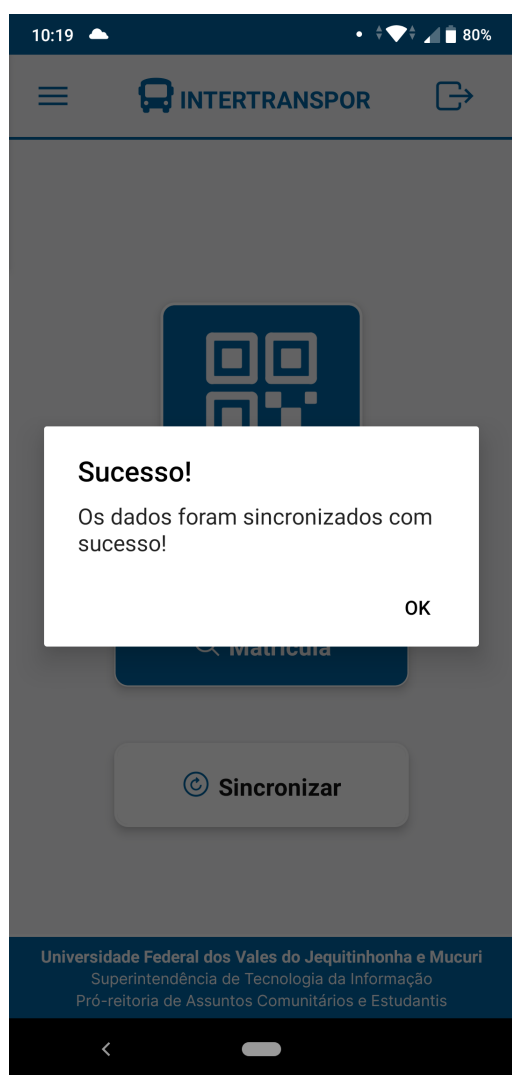 10:19
80%
INTERTRANSPOR
Sucesso!
Os dados foram sincronizados com
sucesso!
OK
Matrícula
Sincronizar
Universidade Federal dos Vales do Jequitinhonha e Mucuri
Superintendência de Tecnologia da Informação
Pró-reitoria de Assuntos Comunitários e Estudantis